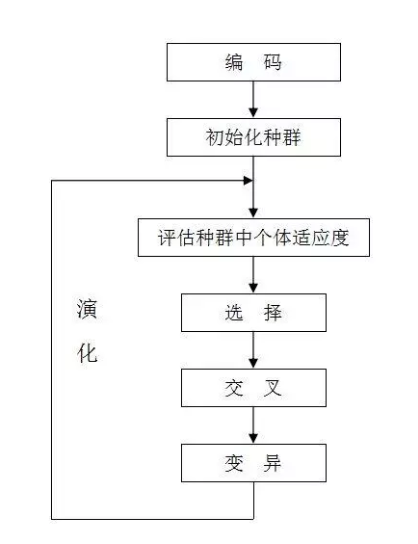 编 码
初始化种群
评估种群中个体适应度
演
化
选 择
交 叉
变 异